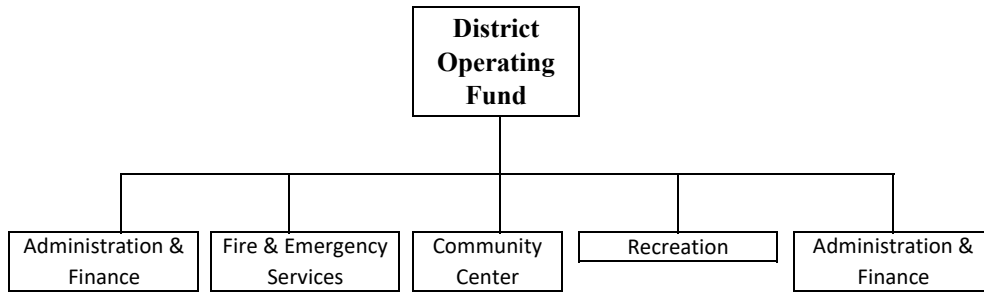 District
Operating
Fund
Administration &
Finance
Fire & Emergency
Services
Community
Center
Recreation
Administration &
Finance